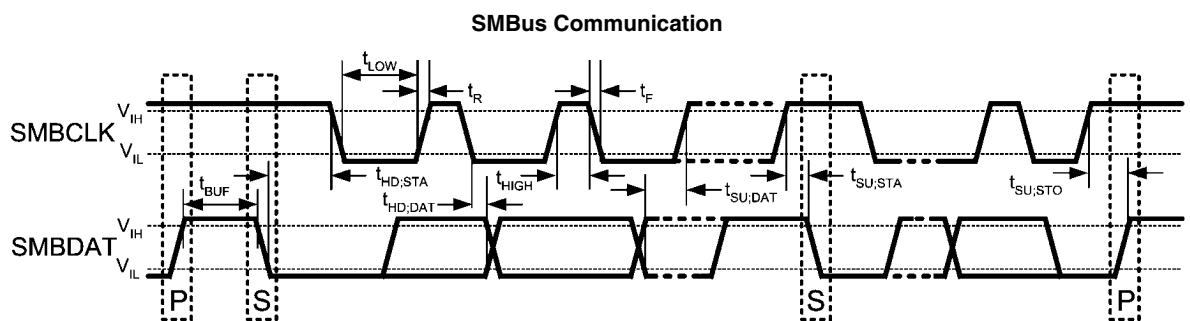 SMBus Communication
tLOW
tR
tF
VIH
SMBCLK
VIL
tBUF
tHD;STA
tHIGH
tSU;DAT
tSU;STA
tSU;STO
tHD;DAT
VIH
SMBDAT
VIL
P
S
S
P